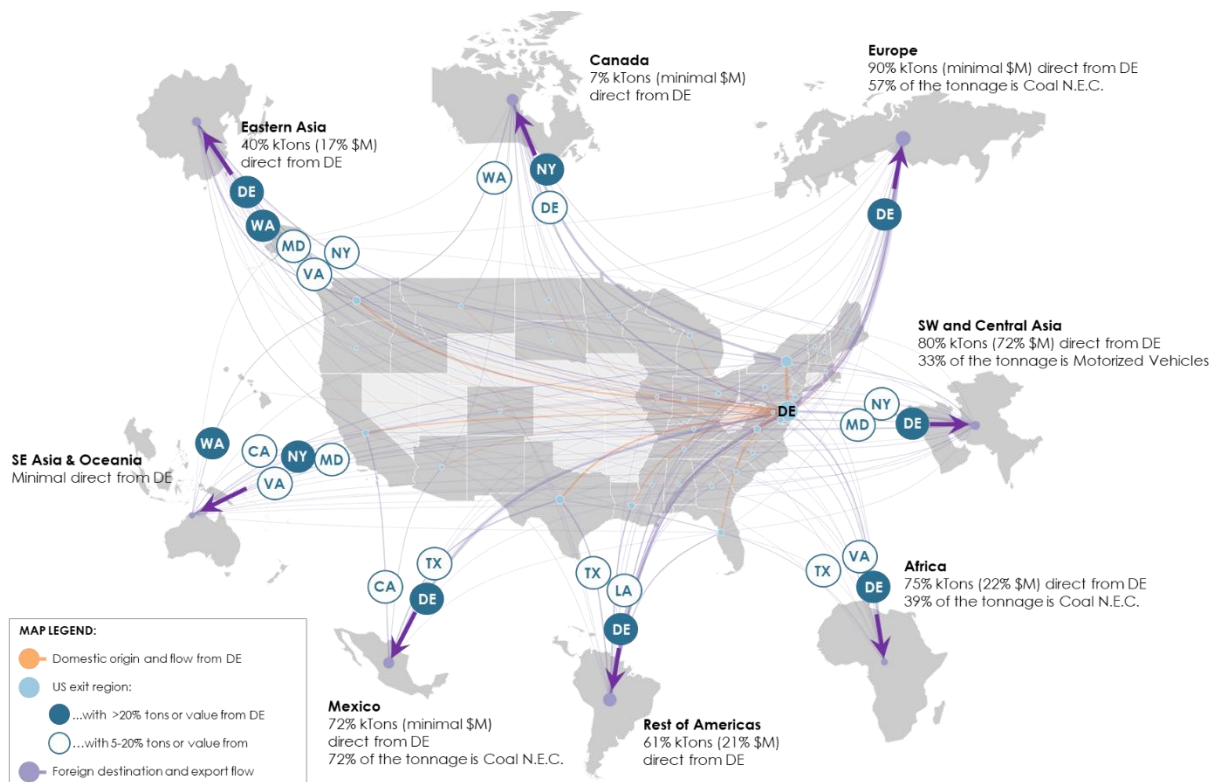 Canada
7% kTons (minimal $M)
direct from DE
Europe
90% kTons (minimal $M) direct from DE
57% of the tonnage is Coal N.E.C.
Eastern Asia
40% kTons (17% $M)
direct from DE
WA
NY
DE
DE
WA
MD
NY
VA
DE
SW and Central Asia
80% kTons (72% $M) direct from DE
33% of the tonnage is Motorized Vehicles
DE
NY
MD
DE
SE Asia & Oceania
Minimal direct from DE
WA
CA
NY
MD
VA
TX
CA
DE
TX
LA
DE
VA
TX
DE
Africa
75% kTons (22% $M) direct from DE
39% of the tonnage is Coal N.E.C.
MAP LEGEND:
Domestic origin and flow from DE
US exit region:
...with >20% tons or value from DE
...with 5-20% tons or value from
Foreign destination and export flow
Mexico
72% kTons (minimal $M)
direct from DE
72% of the tonnage is Coal N.E.C.
Rest of Americas
61% kTons (21% $M)
direct from DE